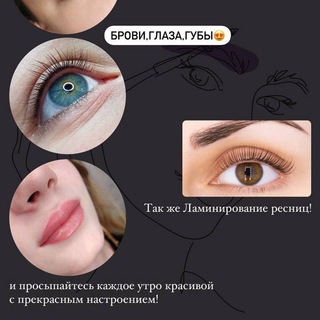 БРОВИ,ГЛАЗА,ГУБЫ😍
Так же Ламинирование ресниц!
и просыпайтесь каждое утро красивой
с прекрасным настроением!